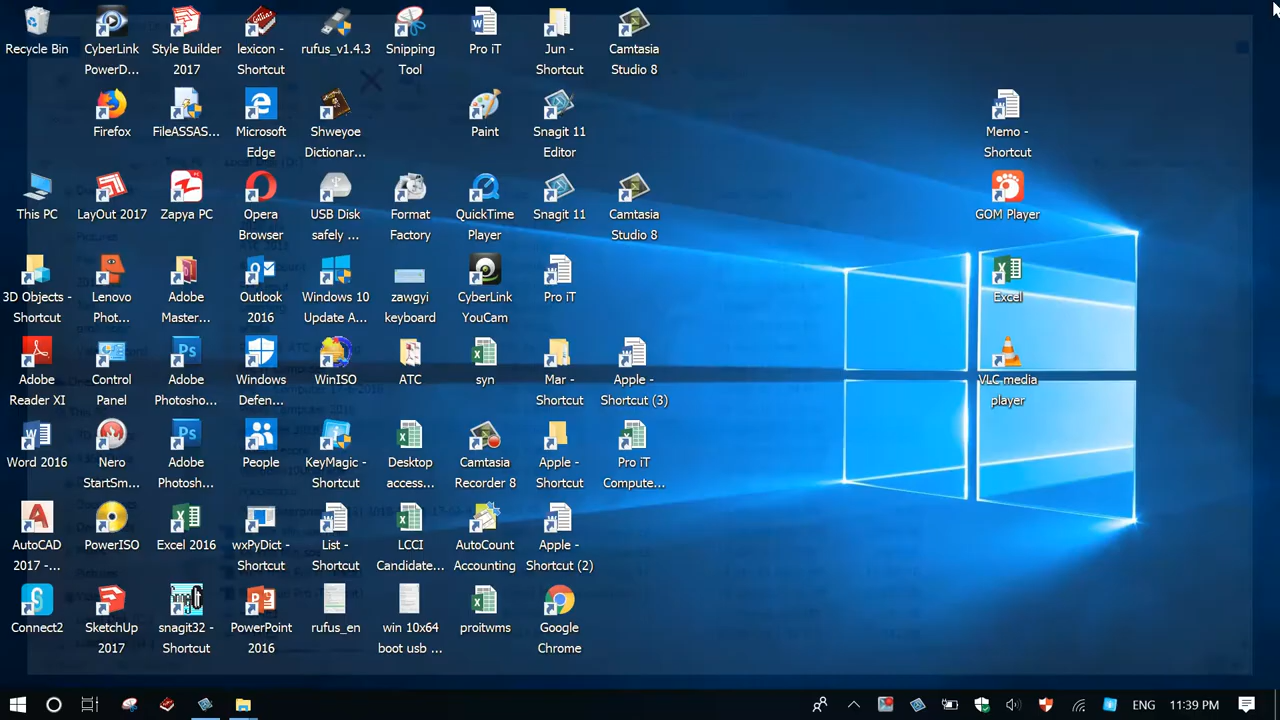 Recycle Bin
CyberLink
PowerD...
Style Builder
2017
lexicon -
Shortcut
rufus_v1.4.3
Snipping
Tool
Pro iT
Jun -
Shortcut
Camtasia
Studio 8
Firefox
FileASSAS...
Microsoft
Edge
Shweyoe
Dictionar...
Paint
Snagit 11
Editor
Memo -
Shortcut
This PC
LayOut 2017
Zapya PC
Opera
Browser
USB Disk
safely ...
Format
Factory
QuickTime
Player
Snagit 11
Camtasia
Studio 8
GOM Player
3D Objects -
Shortcut
Lenovo
Phot...
Adobe
Master...
Outlook
2016
Windows 10
Update A...
zawgyi
keyboard
CyberLink
YouCam
Pro iT
Excel
Adobe
Reader XI
Control
Panel
Adobe
Photosho...
Windows
Defen...
WinISO
ATC
syn
Mar -
Shortcut
Apple -
Shortcut (3)
VLC media
player
Word 2016
Nero
StartSm...
Adobe
Photosh...
People
KeyMagic -
Shortcut
Desktop
access...
Camtasia
Recorder 8
Apple -
Shortcut
Pro iT
Compute...
AutoCAD
2017 -...
PowerISO
Excel 2016
wxPyDict -
Shortcut
List -
Shortcut
LCCI
Candidate...
AutoCount
Accounting
Apple -
Shortcut (2)
Connect2
SketchUp
2017
snagit32 -
Shortcut
PowerPoint
2016
rufus_en
win 10x64
boot usb ...
proitwms
Google
Chrome
ENG
11:39 PM